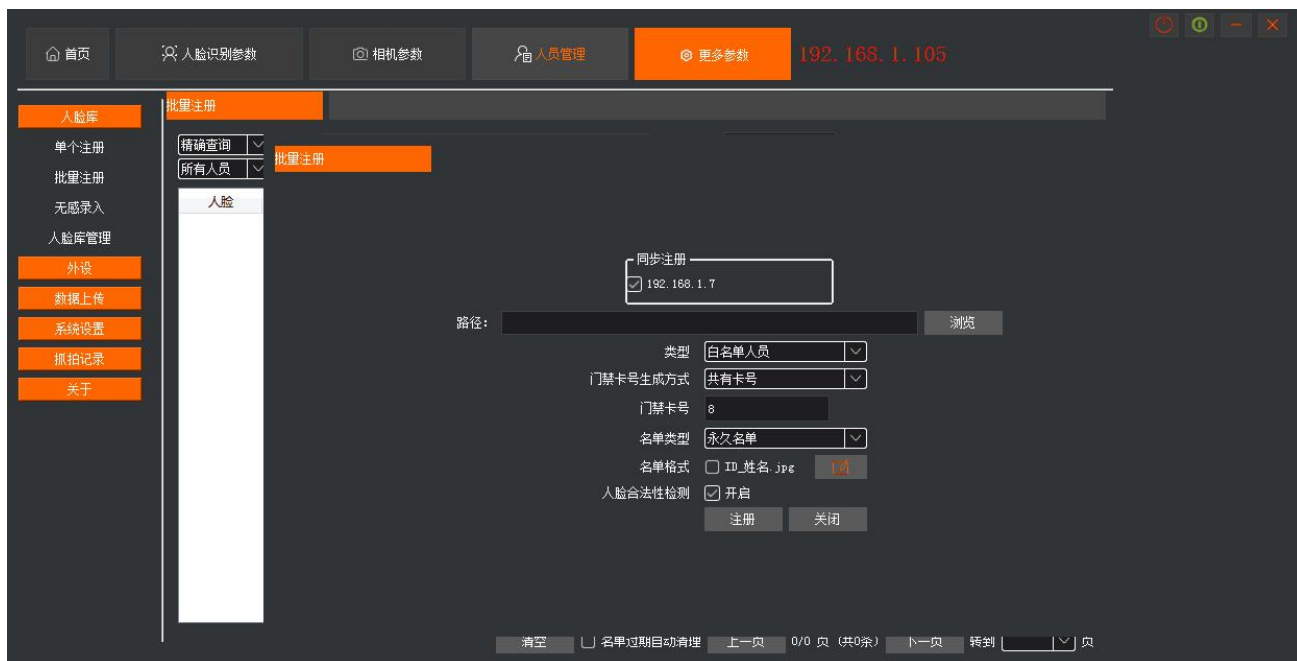 首页 人脸识别参数 相机参数 人员管理 更多参数 192.168.1.105
人脸库
单个注册
批量注册
无感录入
人脸库管理
外设
数据上传
系统设置
抓拍记录
关于
批量注册
精确查询
所有人员
人脸
批量注册
同步注册
192.168.1.7
路径： 浏览
类型 白名单人员
门禁卡号生成方式 共有卡号
门禁卡号 8
名单类型 永久名单
名单格式 ID_姓名.jpg
人脸合法性检测 开启
注册 关闭
清空 名单过期自动清理 上一页 0/0 页 (共0条) 下一页 转到 页